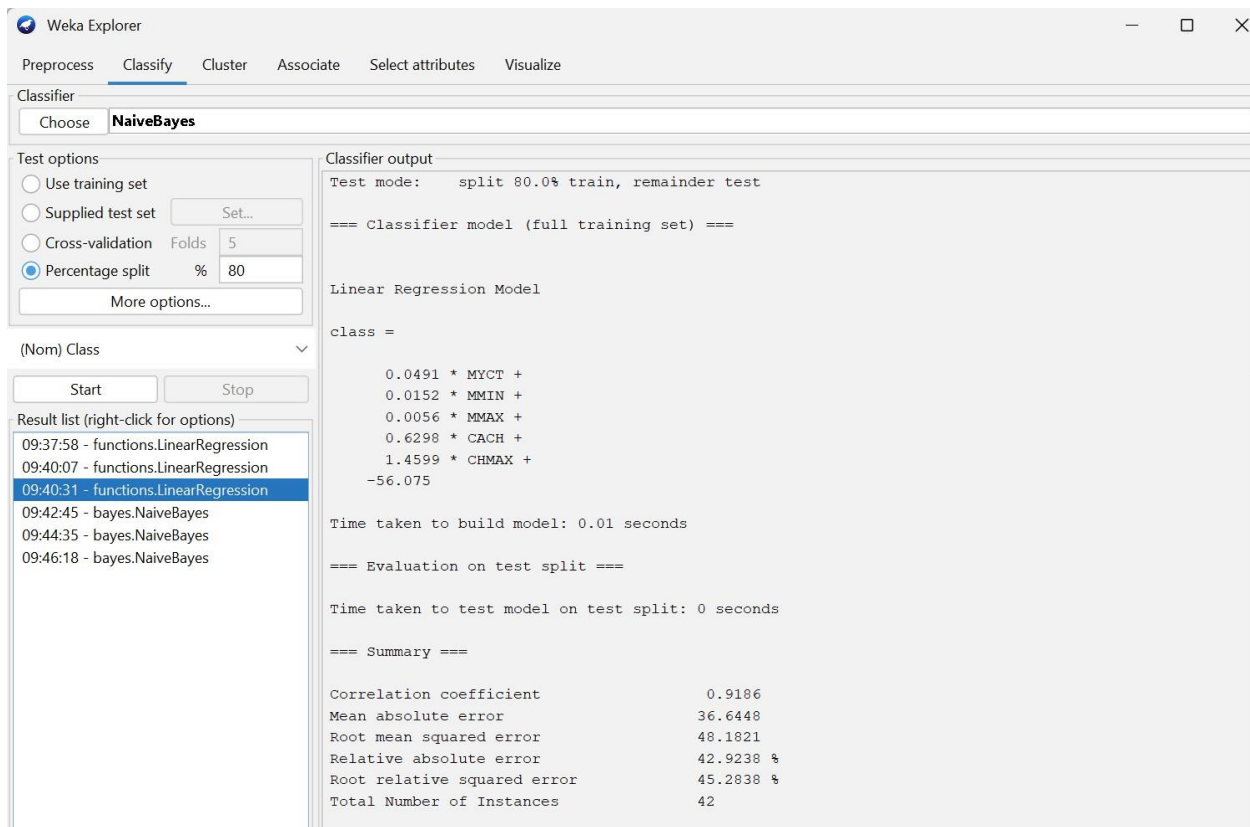 Weka Explorer
Preprocess Classify Cluster Associate Select attributes Visualize
Classifier
Choose NaiveBayes
Test options
Use training set
Supplied test set Set...
Cross-validation Folds 5
Percentage split % 80
More options...
(Nom) Class
Start Stop
Result list (right-click for options)
09:37:58 - functions.LinearRegression
09:40:07 - functions.LinearRegression
09:40:31 - functions.LinearRegression
09:42:45 - bayes.NaiveBayes
09:44:35 - bayes.NaiveBayes
09:46:18 - bayes.NaiveBayes
Classifier output
Test mode: split 80.0% train, remainder test
=== Classifier model (full training set) ===
Linear Regression Model
class =
0.0491 * MYCT +
0.0152 * MMIN +
0.0056 * MMAX +
0.6298 * CACH +
1.4599 * CHMAX +
-56.075
Time taken to build model: 0.01 seconds
=== Evaluation on test split ===
Time taken to test model on test split: 0 seconds
=== Summary ===
Correlation coefficient 0.9186
Mean absolute error 36.6448
Root mean squared error 48.1821
Relative absolute error 42.9238 %
Root relative squared error 45.2838 %
Total Number of Instances 42